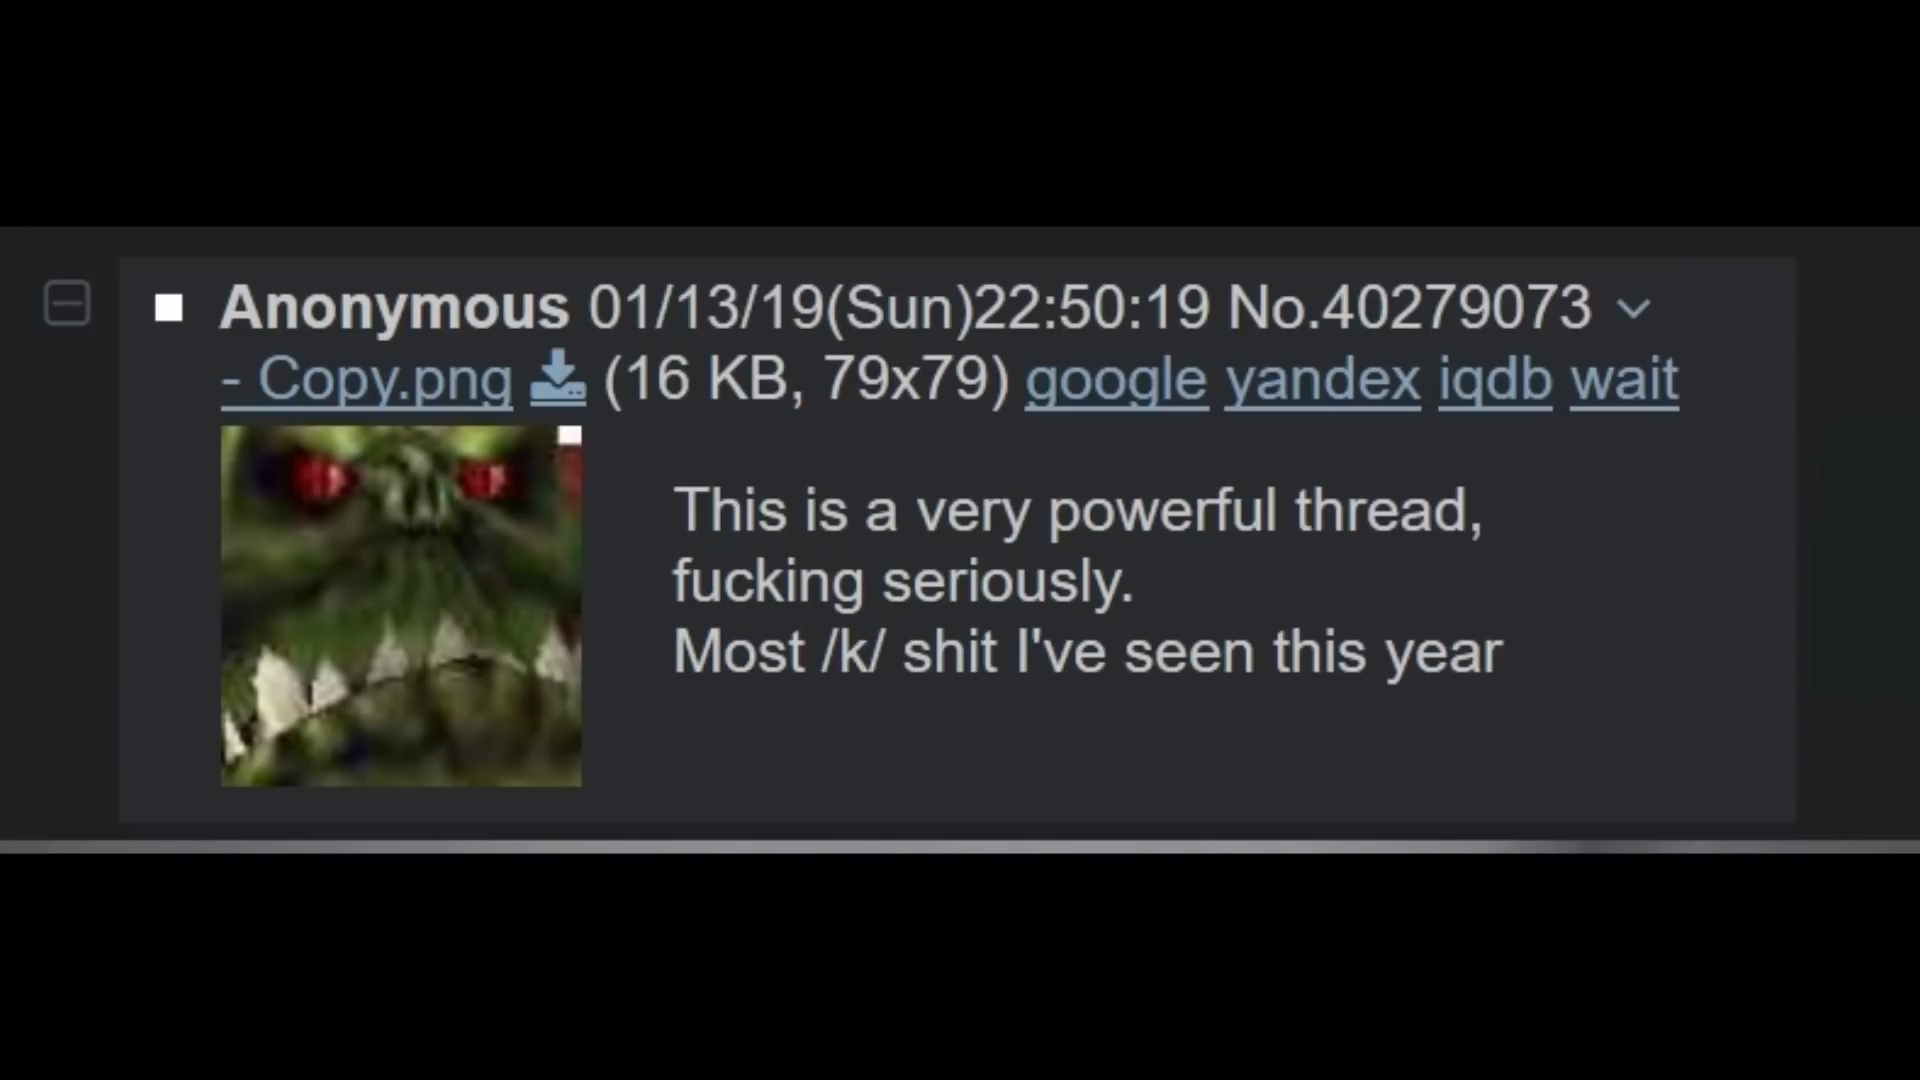 Anonymous 01/13/19(Sun)22:50:19 No.40279073
- Copy.png (16 KB, 79x79) google yandex iqdb wait
This is a very powerful thread,
fucking seriously.
Most /k/ shit I've seen this year